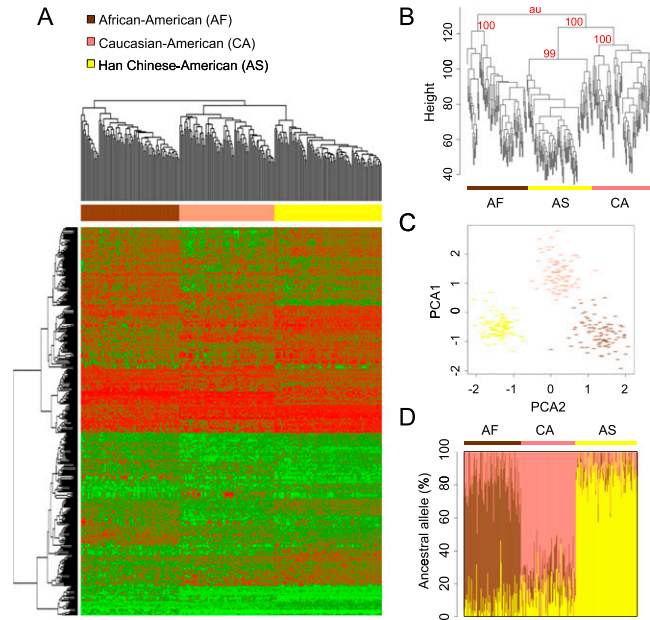 A
African-American (AF)
Caucasian-American (CA)
Han Chinese-American (AS)
B
Height
40 60 80 100 120
au
100
100
100
99
AF AS CA
C
PCA1
-2 -1 0 1 2
-2 -1 0 1 2
PCA2
D
AF CA AS
Ancestral allele (%)
0 20 40 60 80 100